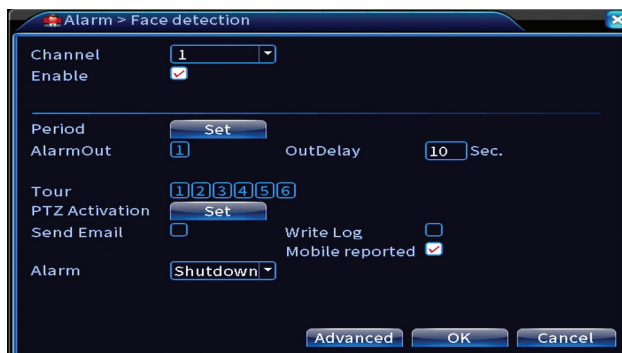 Alarm > Face detection
Channel 1
Enable
Period Set
AlarmOut 1 OutDelay 10 Sec.
Tour 1 2 3 4 5 6
PTZ Activation Set
Send Email Write Log
Mobile reported
Alarm Shutdown
Advanced OK Cancel